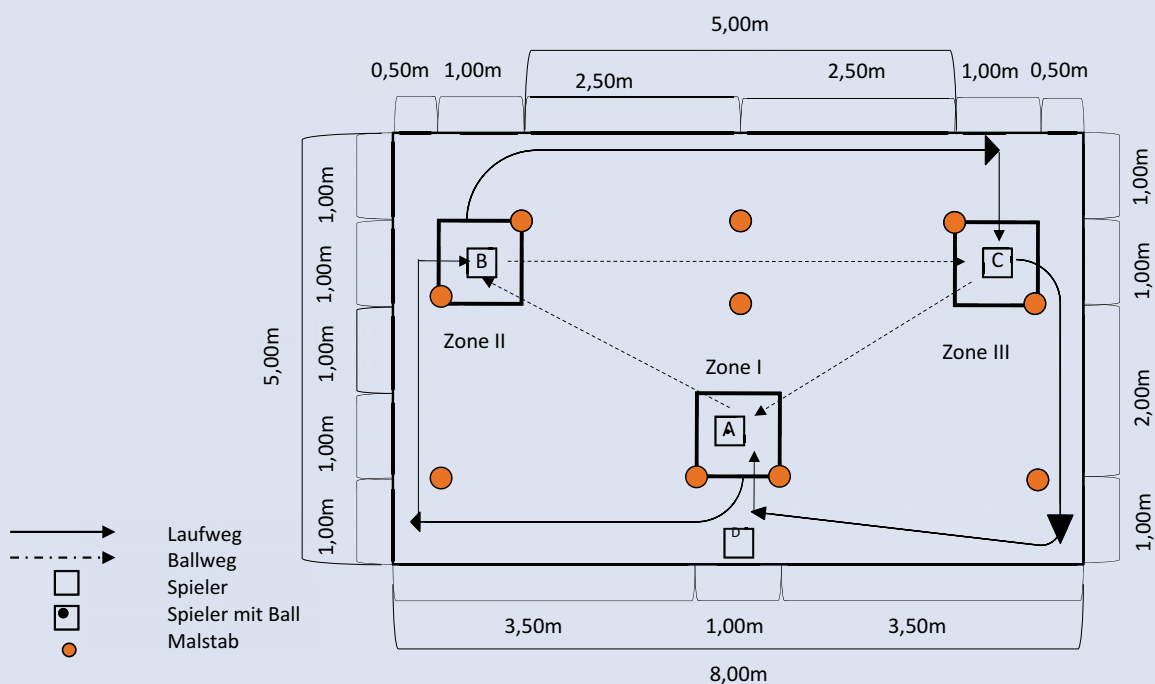 5,00m
0,50m 1,00m 2,50m 2,50m 1,00m 0,50m
1,00m
1,00m
1,00m
1,00m
1,00m
5,00m
1,00m
1,00m
2,00m
1,00m
B
C
Zone II
Zone III
Zone I
A
D
Laufweg
Ballweg
Spieler
Spieler mit Ball
Malstab
3,50m 1,00m 3,50m
8,00m